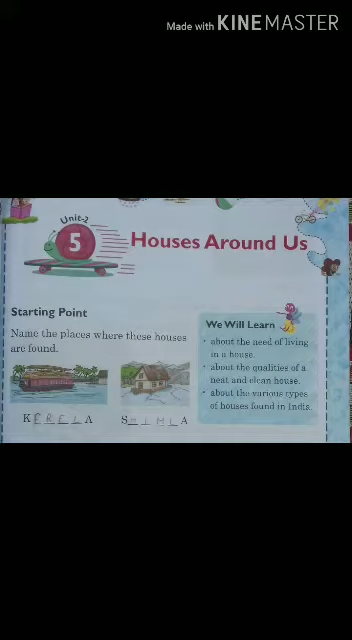 Made with KINEMASTER
Unit-2
5
Houses Around Us
Starting Point
Name the places where these houses
are found.
We Will Learn
• about the need of living
in a house.
• about the qualities of a
neat and clean house.
• about the various types
of houses found in India.
K E R E L A
S H I M L A